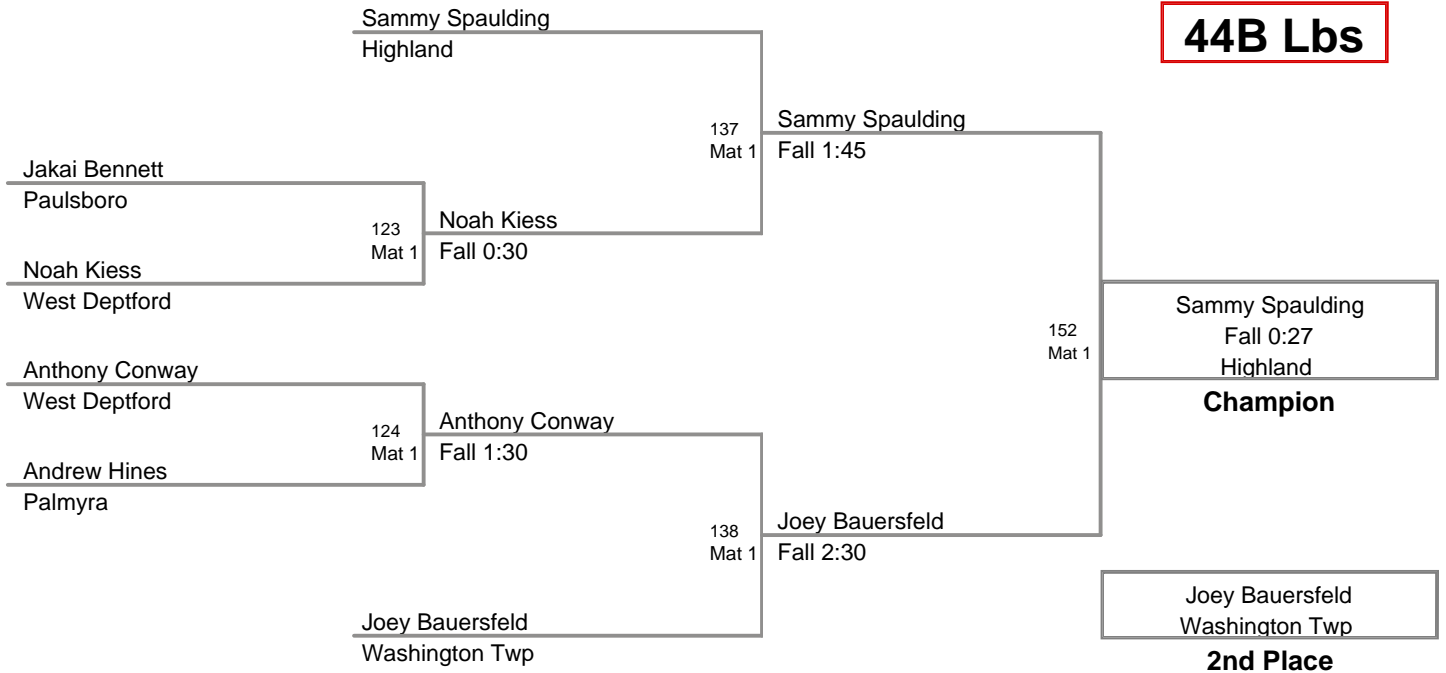 Sammy Spaulding
Highland
44B Lbs
137
Mat 1
Sammy Spaulding
Fall 1:45
Jakai Bennett
Paulsboro
123
Mat 1
Noah Kiess
Fall 0:30
Noah Kiess
West Deptford
152
Mat 1
Sammy Spaulding
Fall 0:27
Highland
Champion
Anthony Conway
West Deptford
124
Mat 1
Anthony Conway
Fall 1:30
Andrew Hines
Palmyra
138
Mat 1
Joey Bauersfeld
Fall 2:30
Joey Bauersfeld
Washington Twp
Joey Bauersfeld
Washington Twp
2nd Place